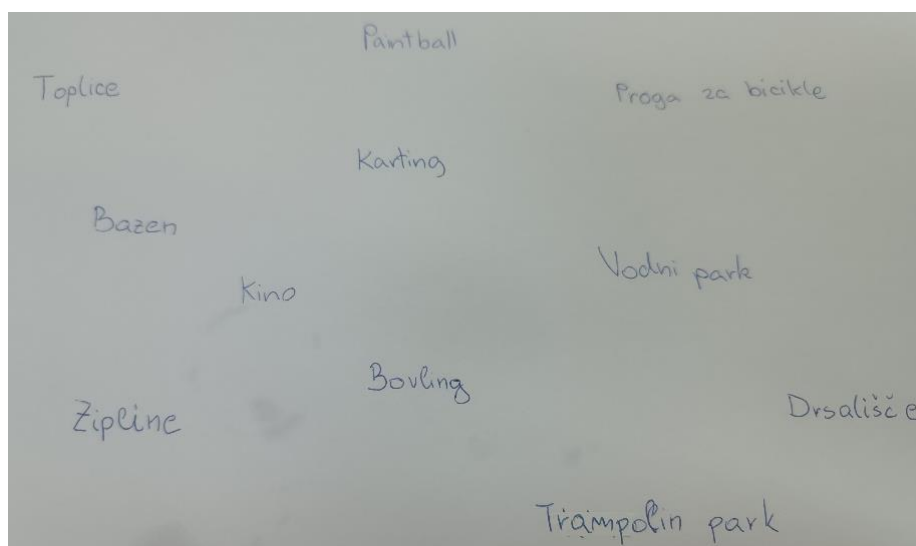 Paintball
Toplice
Proga za bicikle
Karting
Bazen
Vodni park
Kino
Bovling
Zipline
Drsališče
Trampolin park